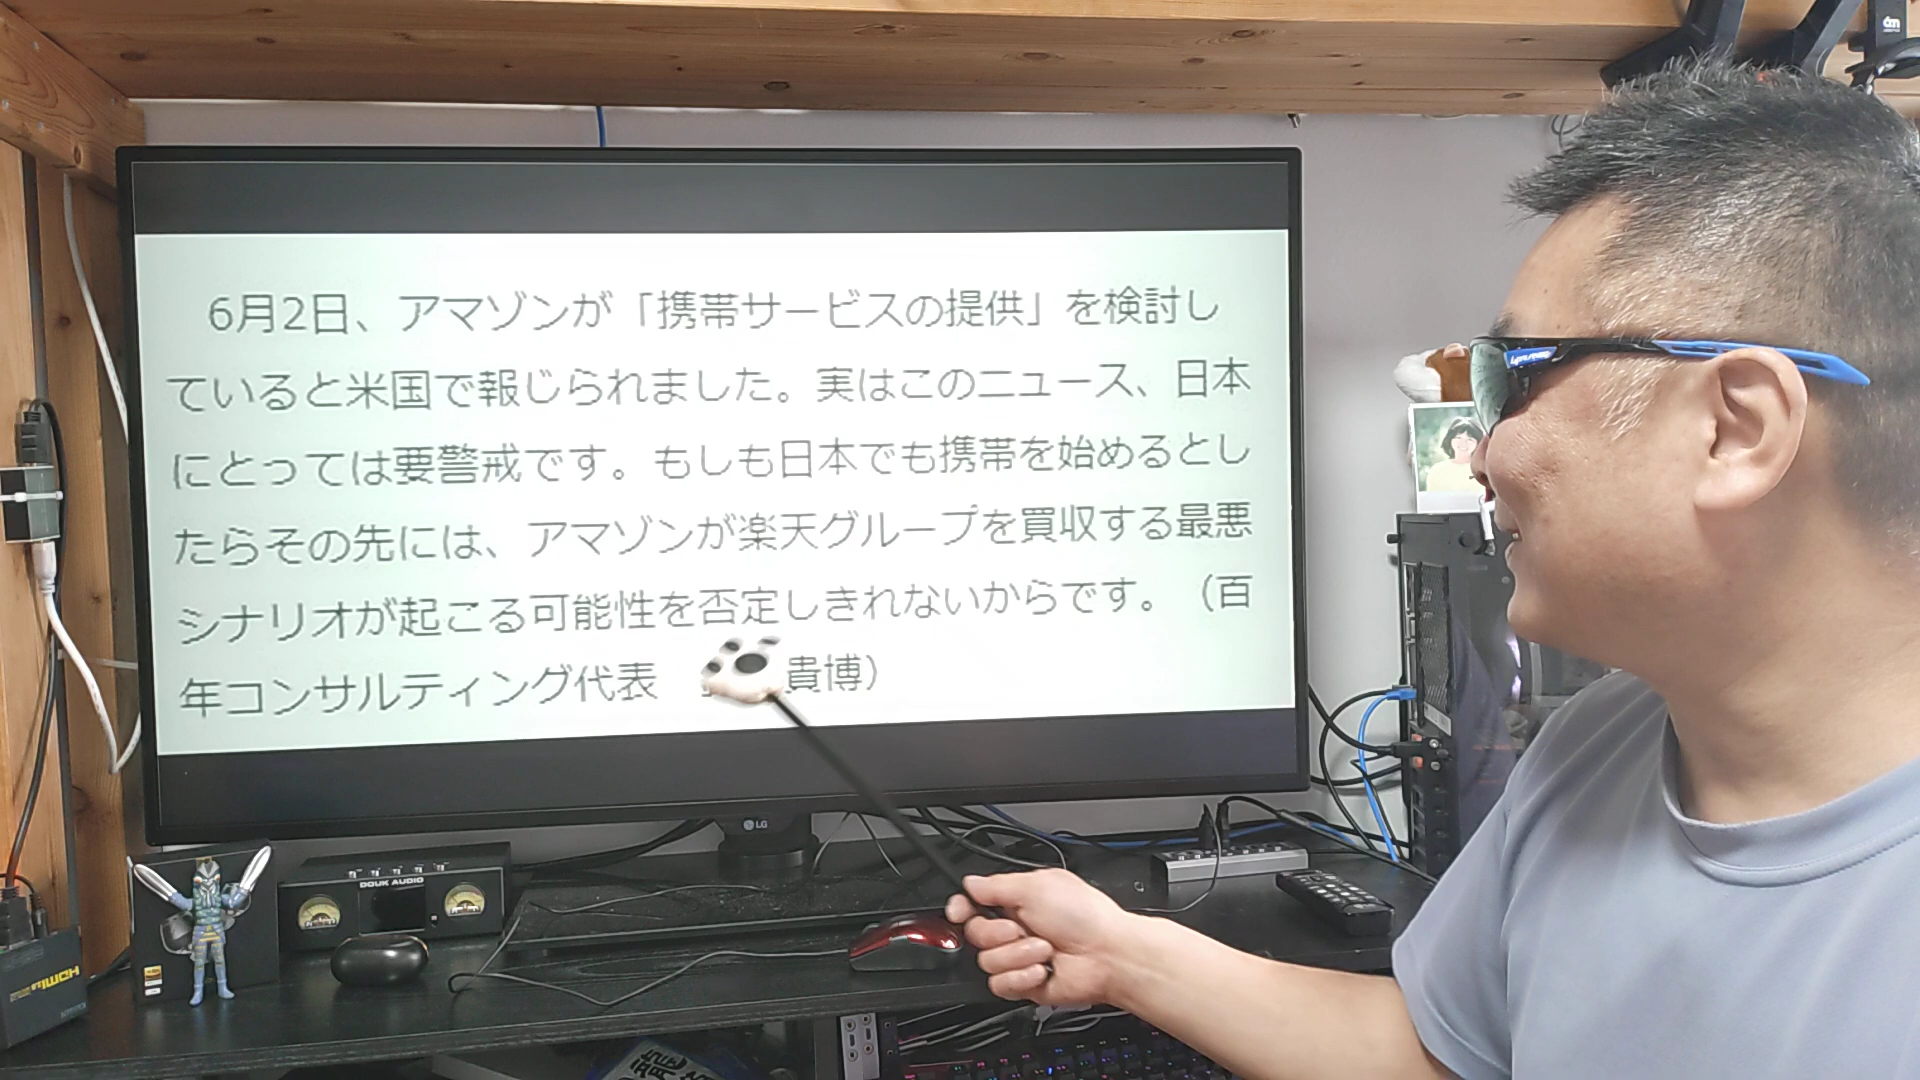 6月2日、アマゾンが「携帯サービスの提供」を検討し
ていると米国で報じられました。実はこのニュース、日本
にとっては要警戒です。もしも日本でも携帯を始めるとし
たらその先には、アマゾンが楽天グループを買収する最悪
シナリオが起こる可能性を否定しきれないからです。（百
年コンサルティング代表 貴博）
LG
DOUK AUDIO